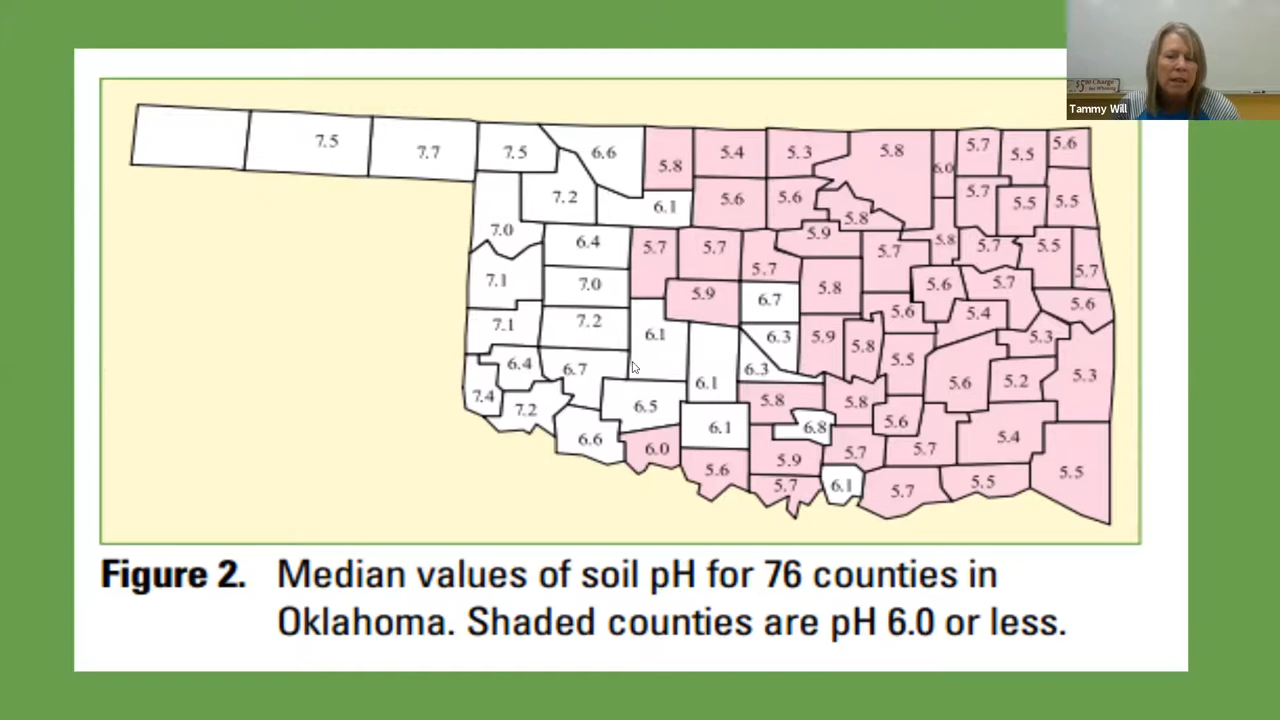 $5⁰⁰ Charge
for Whining
Tammy Will
7.5 7.7 7.5 6.6 5.8 5.4 5.3 5.8 6.0 5.7 5.5 5.6
7.2 6.1 5.6 5.6 5.8 5.7 5.5 5.5
7.0 6.4 5.7 5.7 5.7 5.9 5.7 5.8 5.7 5.5 5.7
7.1 7.0 5.9 6.7 5.8 5.6 5.7 5.6
7.1 7.2 6.1 6.3 5.9 5.8 5.6 5.4 5.3
6.4 6.7 6.1 6.3 5.5 5.6 5.2 5.3
7.4 7.2 6.5 5.8 5.8 5.6
6.6 6.0 6.1 6.8 5.7 5.7 5.4
5.6 5.9 5.7 6.1 5.7 5.5 5.5
Figure 2. Median values of soil pH for 76 counties in
Oklahoma. Shaded counties are pH 6.0 or less.